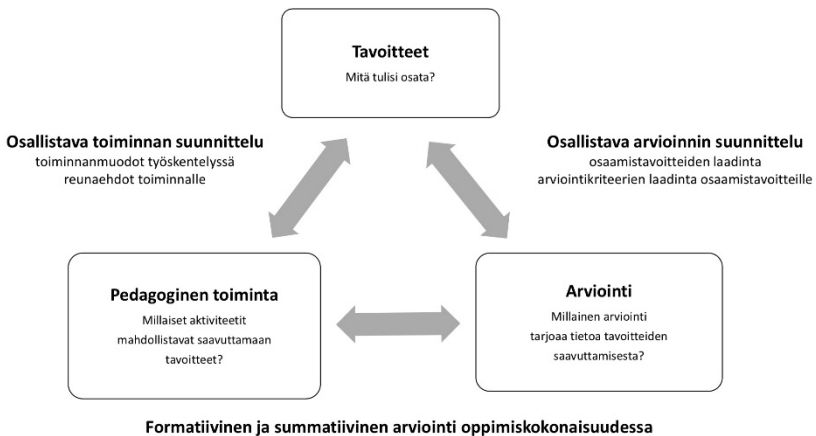 Tavoitteet
Mitä tulisi osata?
Osallistava toiminnan suunnittelu
toiminnanmuodot työskentelyssä
reunaehdot toiminnalle
Osallistava arvioinnin suunnittelu
osaamistavoitteiden laadinta
arviointikriteerien laadinta osaamistavoitteille
Pedagoginen toiminta
Millaiset aktiviteetit
mahdollistavat saavuttamaan
tavoitteet?
Arviointi
Millainen arviointi
tarjoaa tietoa tavoitteiden
saavuttamisesta?
Formatiivinen ja summatiivinen arviointi oppimiskokonaisuudessa